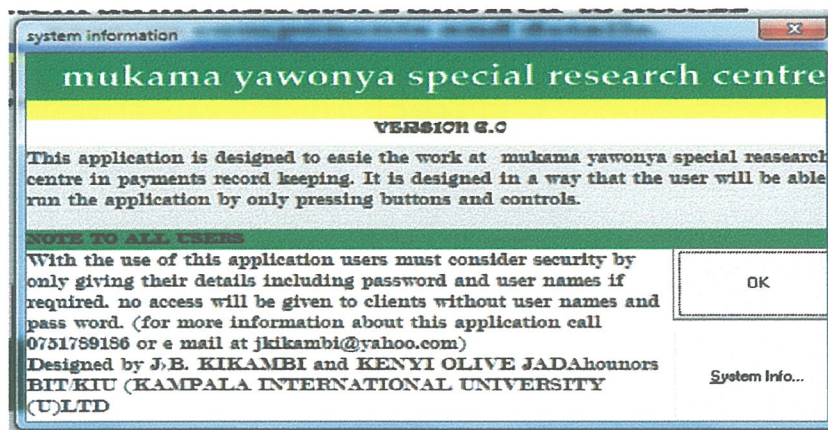 system information
mukama yawonya special research centre
VERSION 6.0
This application is designed to easie the work at mukama yawonya special reasearch
centre in payments record keeping. It is designed in a way that the user will be able
run the application by only pressing buttons and controls.
NOTE TO ALL USERS
With the use of this application users must consider security by
only giving their details including password and user names if
required. no access will be given to clients without user names and
pass word. (for more information about this application call
0751789186 or e mail at jkikambi@yahoo.com)
Designed by J>B. KIKAMBI and KENYI OLIVE JADAhounors
BIT/KIU (KAMPALA INTERNATIONAL UNIVERSITY
(U)LTD
OK
System Info...